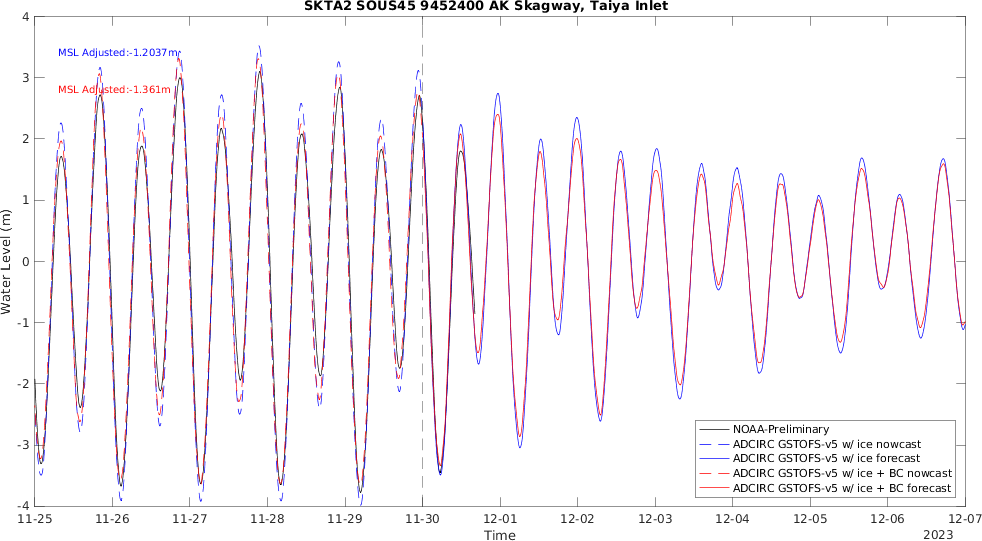 SKTA2 SOUS45 9452400 AK Skagway, Taiya Inlet
4
MSL Adjusted:-1.2037m
3
MSL Adjusted:-1.361m
2
1
Water Level (m)
0
-1
-2
-3
-4
NOAA-Preliminary
ADCIRC GSTOFS-v5 w/ ice nowcast
ADCIRC GSTOFS-v5 w/ ice forecast
ADCIRC GSTOFS-v5 w/ ice + BC nowcast
ADCIRC GSTOFS-v5 w/ ice + BC forecast
11-25 11-26 11-27 11-28 11-29 11-30 12-01 12-02 12-03 12-04 12-05 12-06 12-07
Time
2023